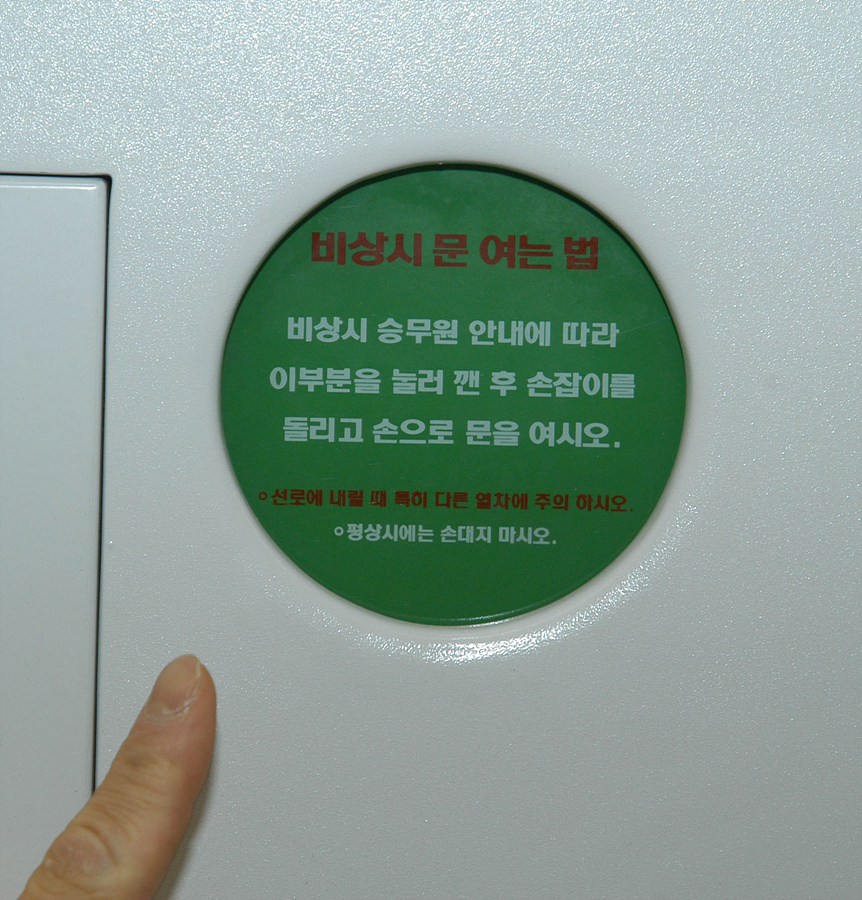 비상시 문 여는 법
비상시 승무원 안내에 따라
이부분을 눌러 깬 후 손잡이를
돌리고 손으로 문을 여시오.
○선로에 내릴 때 특히 다른 열차에 주의 하시오.
○평상시에는 손대지 마시오.